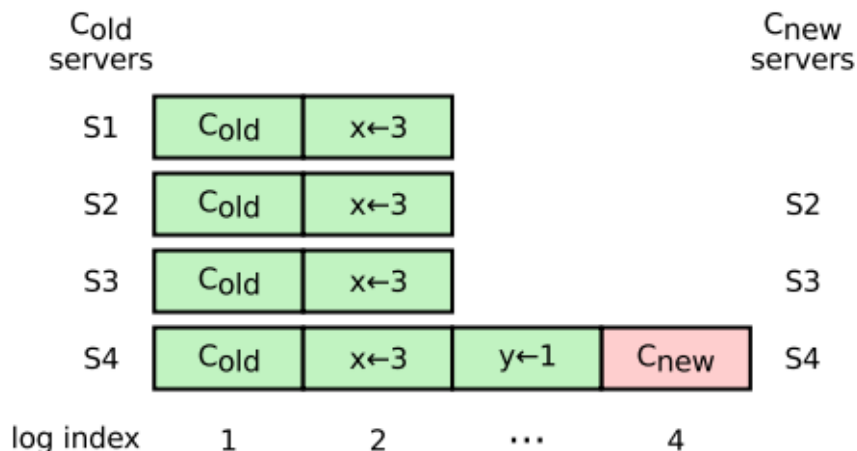 Cold servers
Cnew servers
S1 Cold x←3
S2 Cold x←3 S2
S3 Cold x←3 S3
S4 Cold x←3 y←1 Cnew S4
log index 1 2 ⋯ 4